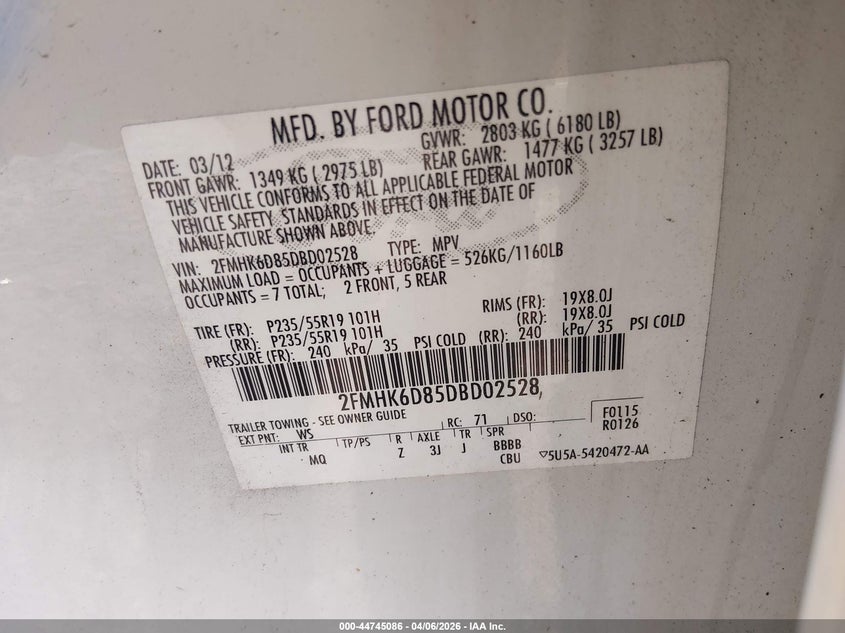 MFD. BY FORD MOTOR CO.
DATE: 03/12 GVWR: 2803 KG ( 6180 LB)
FRONT GAWR: 1349 KG ( 2975 LB) REAR GAWR: 1477 KG ( 3257 LB)
THIS VEHICLE CONFORMS TO ALL APPLICABLE FEDERAL MOTOR
VEHICLE SAFETY STANDARDS IN EFFECT ON THE DATE OF
MANUFACTURE SHOWN ABOVE.
VIN: 2FMHK6D85DBD02528 TYPE: MPV
MAXIMUM LOAD = OCCUPANTS + LUGGAGE = 526KG/1160LB
OCCUPANTS = 7 TOTAL; 2 FRONT, 5 REAR
TIRE (FR): P235/55R19 101H RIMS (FR): 19X8.0J
(RR): P235/55R19 101H (RR): 19X8.0J
PRESSURE (FR): 240 kPa/ 35 PSI COLD (RR): 240 kPa/ 35 PSI COLD
2FMHK6D85DBD02528,
TRAILER TOWING - SEE OWNER GUIDE
EXT PNT: WS RC: 71 DSO: F0115
R0126
INT TR TP/PS R AXLE TR SPR
MQ Z 3J J BBBB
CBU ▽5U5A-5420472-AA
000-44745086 - 04/06/2026 - IAA Inc.